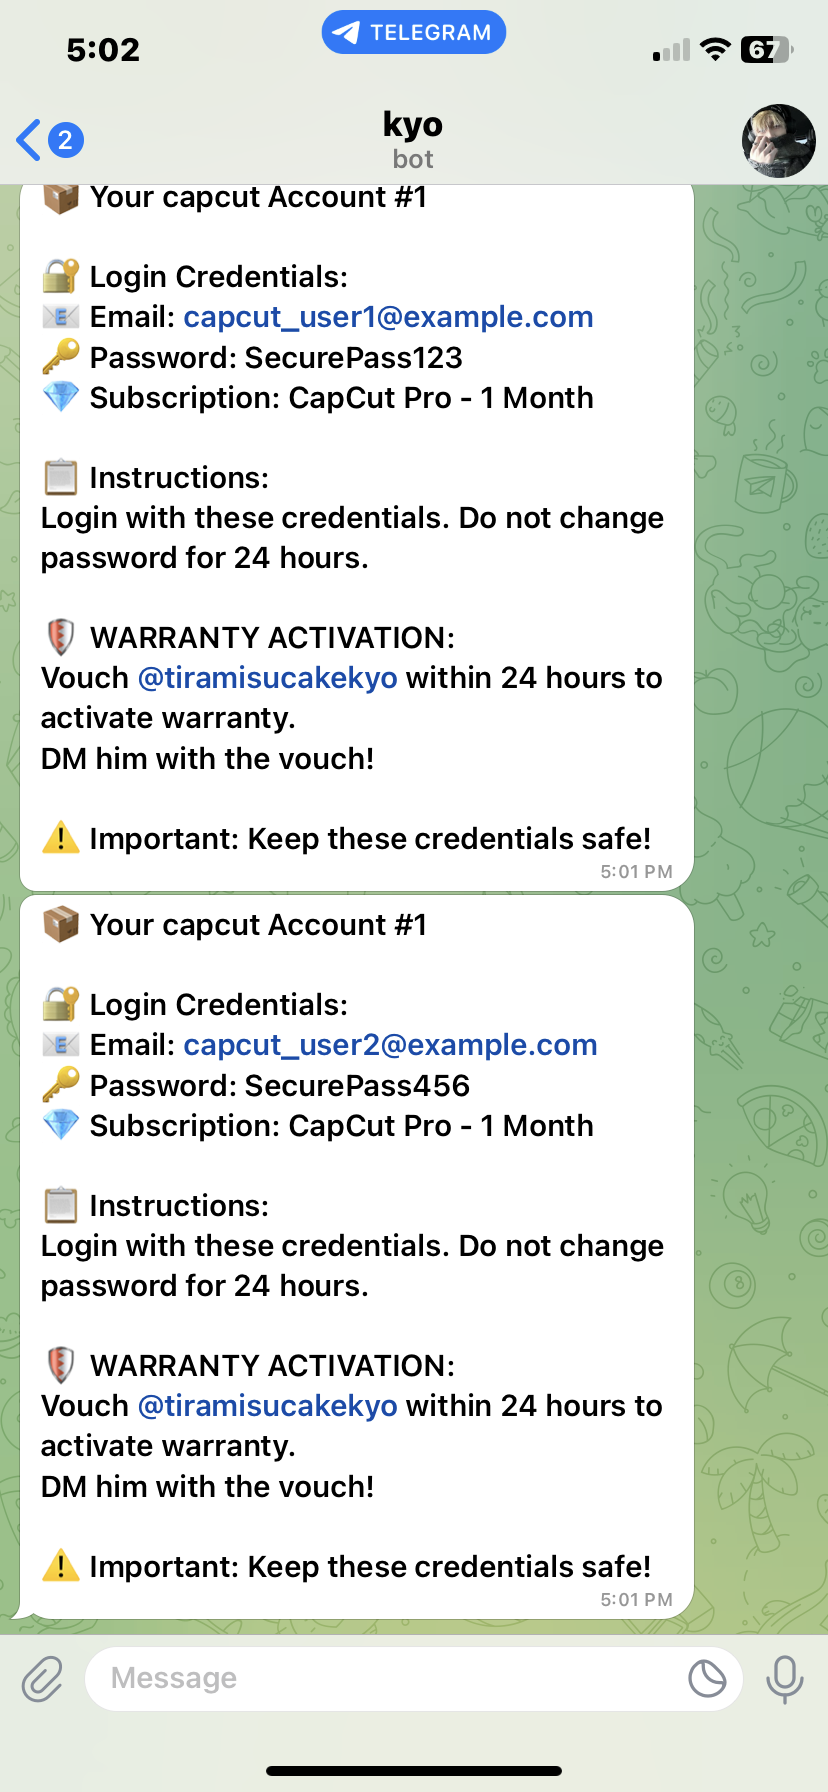 5:02
TELEGRAM
67
2
kyo
bot
📦 Your capcut Account #1
🔐 Login Credentials:
📧 Email: capcut_user1@example.com
🔑 Password: SecurePass123
💎 Subscription: CapCut Pro - 1 Month
📋 Instructions:
Login with these credentials. Do not change
password for 24 hours.
🛡️ WARRANTY ACTIVATION:
Vouch @tiramisucakekyo within 24 hours to
activate warranty.
DM him with the vouch!
⚠️ Important: Keep these credentials safe!
5:01 PM
📦 Your capcut Account #1
🔐 Login Credentials:
📧 Email: capcut_user2@example.com
🔑 Password: SecurePass456
💎 Subscription: CapCut Pro - 1 Month
📋 Instructions:
Login with these credentials. Do not change
password for 24 hours.
🛡️ WARRANTY ACTIVATION:
Vouch @tiramisucakekyo within 24 hours to
activate warranty.
DM him with the vouch!
⚠️ Important: Keep these credentials safe!
5:01 PM
Message